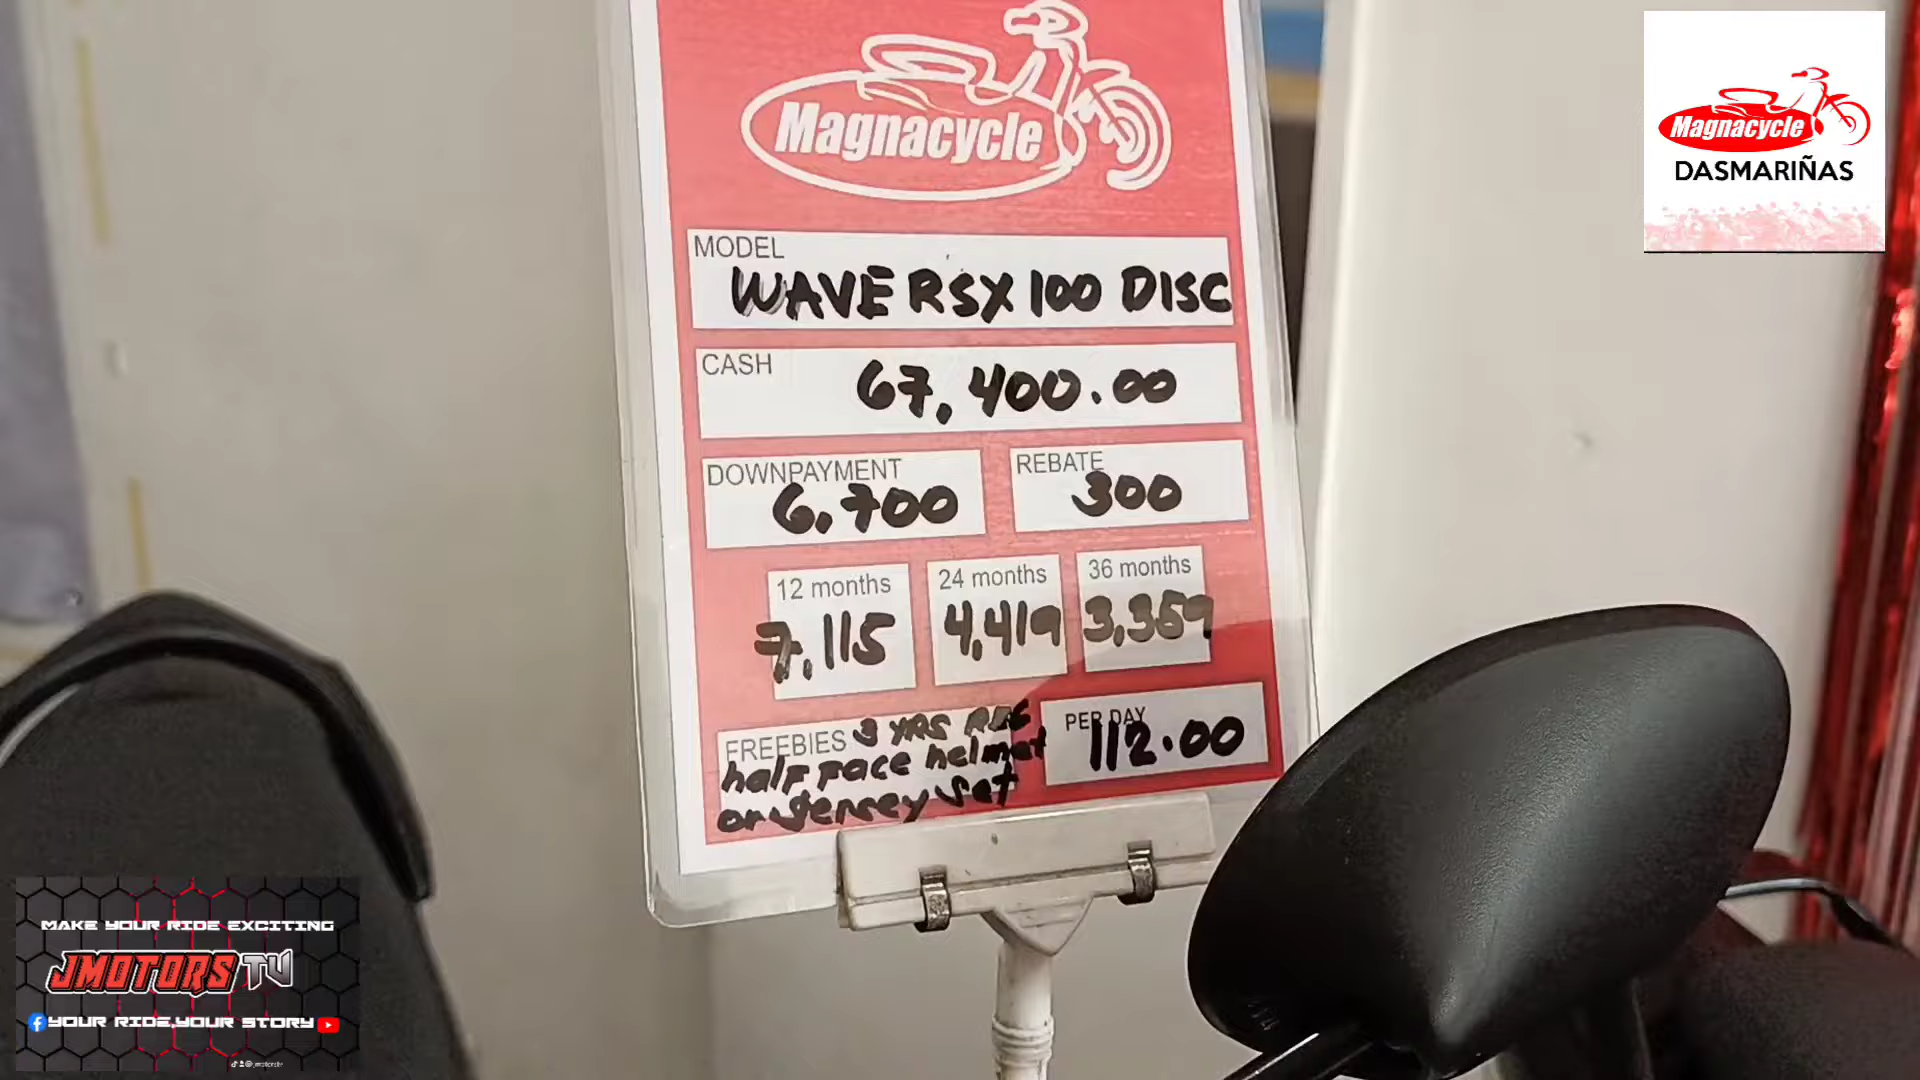 Magnacycle
Magnacycle
DASMARIÑAS
MODEL
WAVE RSX 100 DISC
CASH
67,400.00
DOWNPAYMENT
6,700
REBATE
300
12 months
24 months
36 months
7,115
4,419
3,359
FREEBIES 3 YRS REG
half Face helmet
or Jersey set
PER DAY
112.00
MAKE YOUR RIDE EXCITING
JMOTORS TV
YOUR RIDE,YOUR STORY